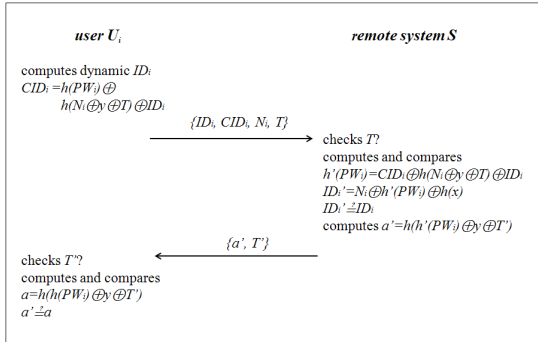 user Uᵢ
remote system S
computes dynamic IDᵢ
CIDᵢ =h(PWᵢ)⊕
h(Nᵢ⊕y⊕T)⊕IDᵢ
{IDᵢ, CIDᵢ, Nᵢ, T}
checks T?
computes and compares
h’(PWᵢ)=CIDᵢ⊕h(Nᵢ⊕y⊕T)⊕IDᵢ
IDᵢ’=Nᵢ⊕h’(PWᵢ)⊕h(x)
IDᵢ’≟IDᵢ
computes a’=h(h’(PWᵢ)⊕y⊕T’)
{a’, T’}
checks T’?
computes and compares
a=h(h(PWᵢ)⊕y⊕T’)
a’≟a